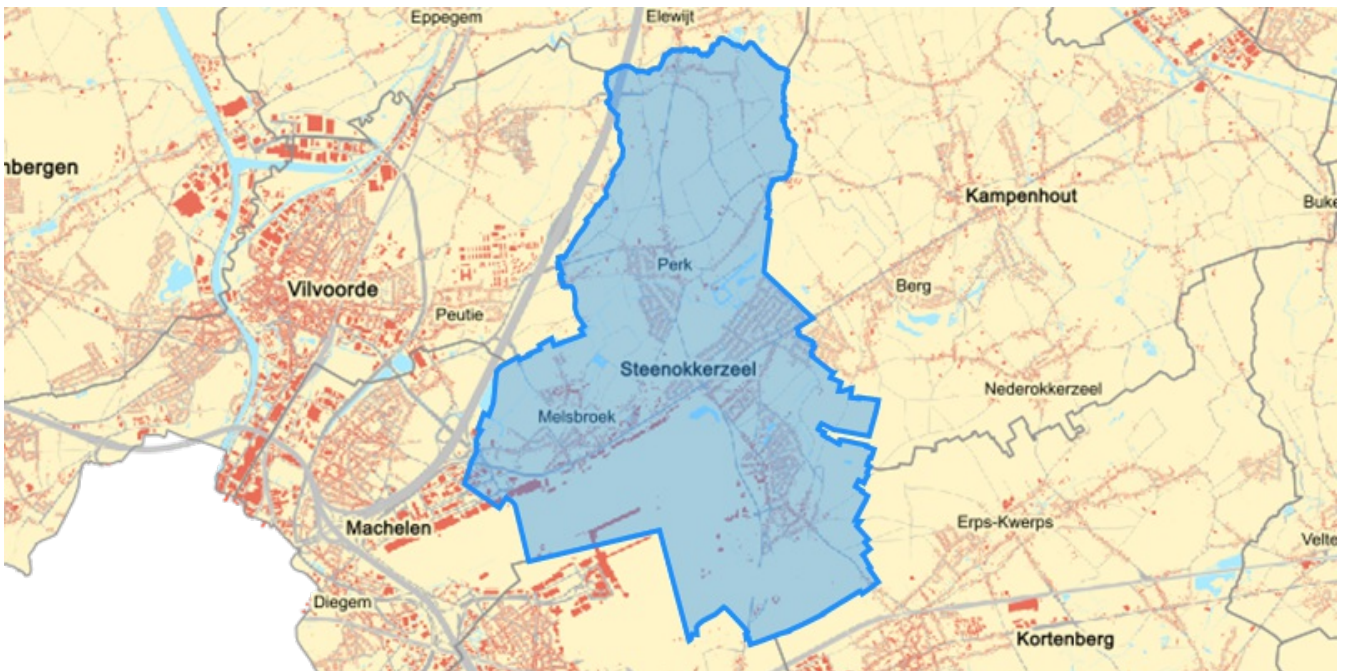 Eppegem
Elewijt
nbergen
Kampenhout
Buke
Perk
Vilvoorde
Berg
Peutie
Steenokkerzeel
Nederokkerzeel
Melsbroek
Machelen
Erps-Kwerps
Velte
Diegem
Kortenberg